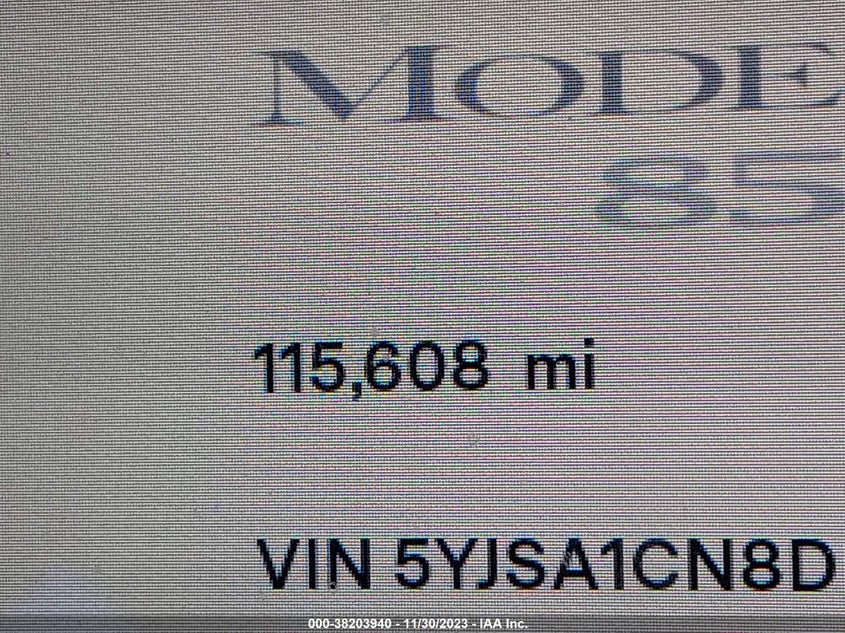 MODE
85
115,608 mi
VIN 5YJSA1CN8D
000-38203940 - 11/30/2023 - IAA Inc.